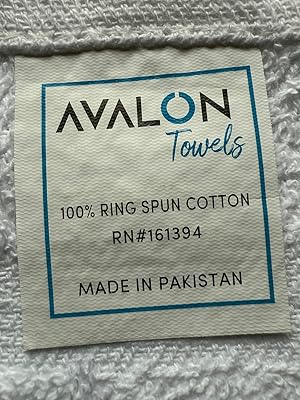 AVALON
Towels
100% RING SPUN COTTON
RN#161394
MADE IN PAKISTAN